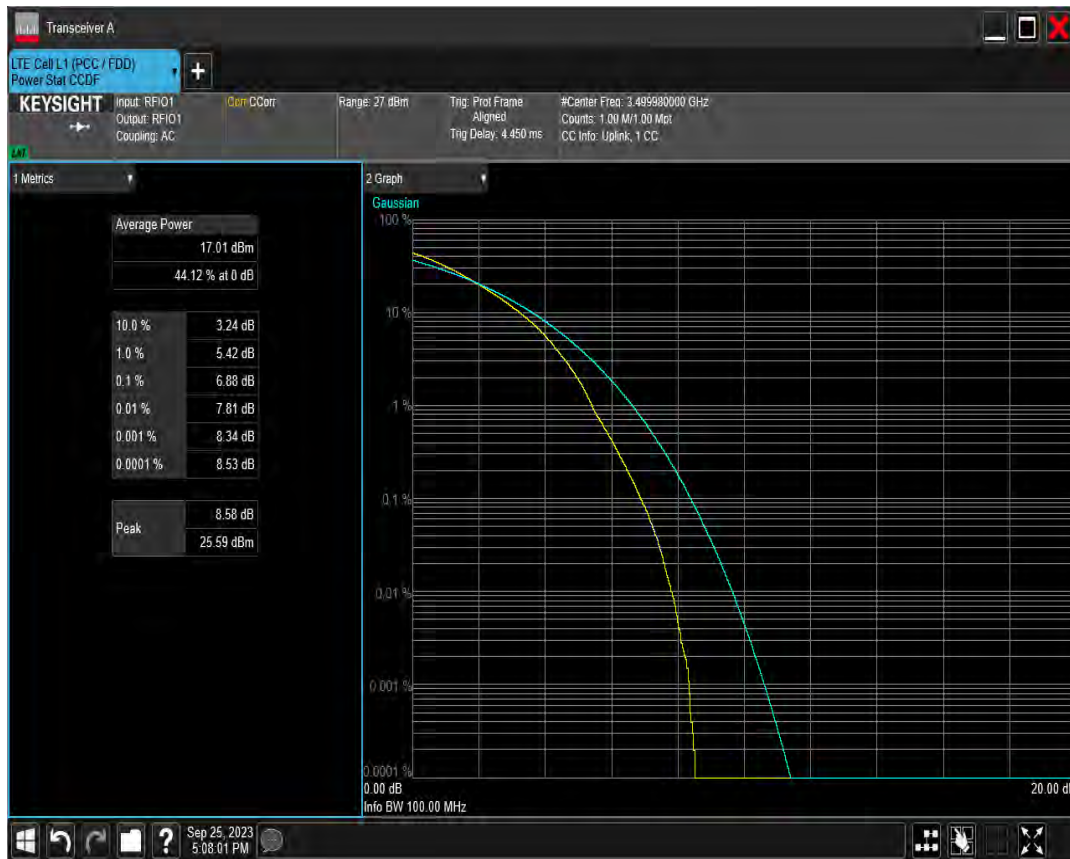 Transceiver A
LTE Cell L1 (PCC / FDD)
Power Stat CCDF
KEYSIGHT
Input: RFIO1
Output: RFIO1
Coupling: AC
Corr CCorr
Range: 27 dBm
Trig: Prot Frame
Aligned
Trig Delay: 4.450 ms
#Center Freq: 3.489980000 GHz
Counts: 1.00 M/1.00 Mpt
CC Info: Uplink, 1 CC
1 Metrics
Average Power
17.01 dBm
44.12 % at 0 dB
10.0 % 3.24 dB
1.0 % 5.42 dB
0.1 % 6.88 dB
0.01 % 7.81 dB
0.001 % 8.34 dB
0.0001 % 8.53 dB
Peak
8.58 dB
25.59 dBm
2 Graph
Gaussian
100 %
10 %
1 %
0.1 %
0.01 %
0.001 %
0.0001 %
0.00 dB
20.00 d
Info BW 100.00 MHz
? Sep 25, 2023
5:08:01 PM